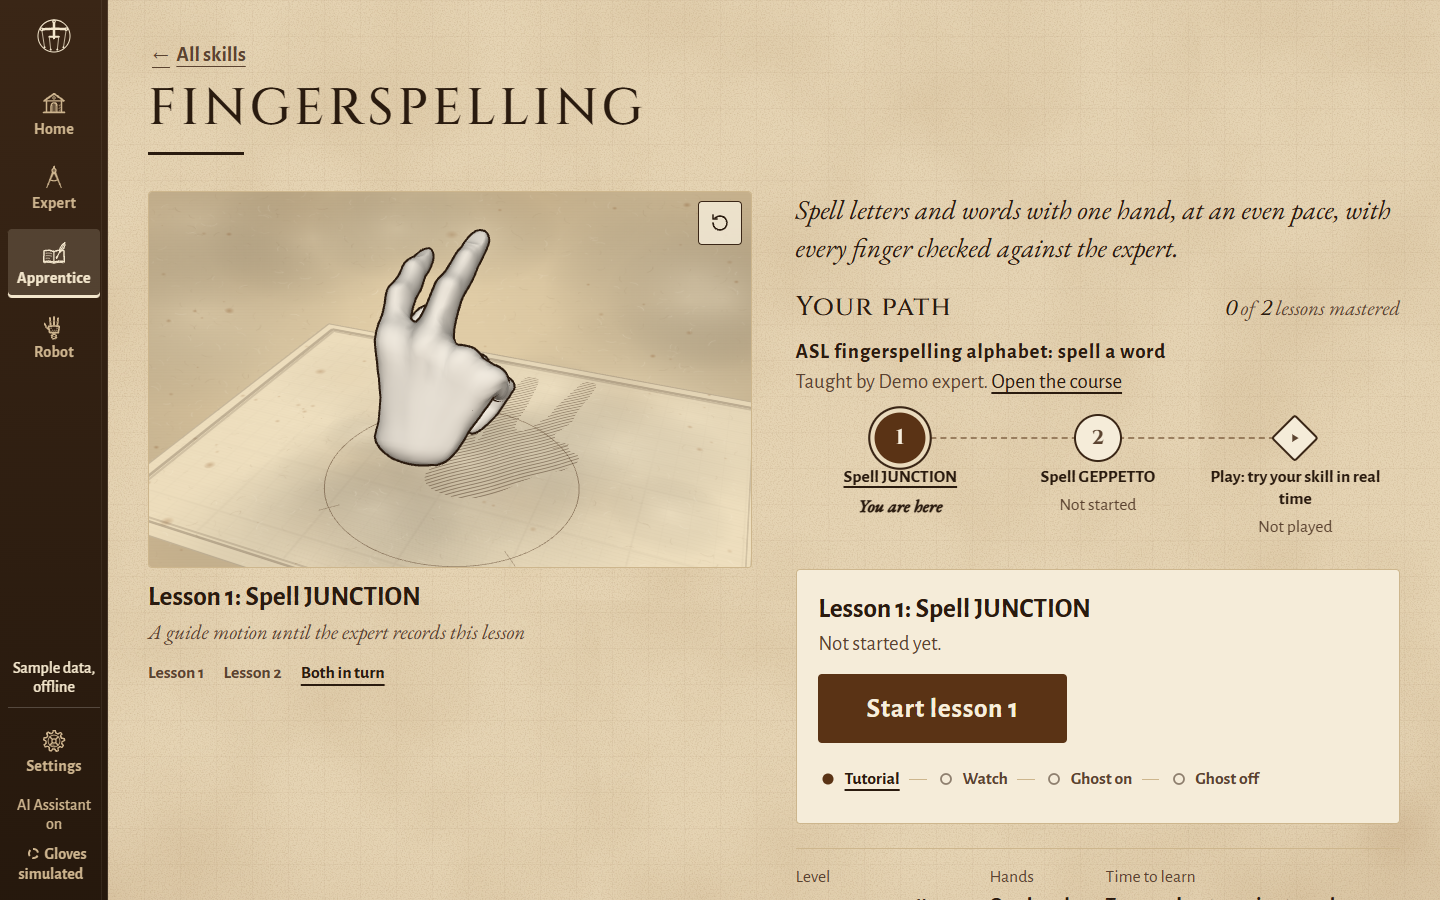 Home
Expert
Apprentice
Robot
Sample data,
offline
Settings
AI Assistant
on
Gloves
simulated
← All skills
FINGERSPELLING
Lesson 1: Spell JUNCTION
A guide motion until the expert records this lesson
Lesson 1 Lesson 2 Both in turn
Spell letters and words with one hand, at an even pace, with
every finger checked against the expert.
YOUR PATH
0 of 2 lessons mastered
ASL fingerspelling alphabet: spell a word
Taught by Demo expert. Open the course
1
2
Spell JUNCTION
You are here
Spell GEPPETTO
Not started
Play: try your skill in real
time
Not played
Lesson 1: Spell JUNCTION
Not started yet.
Start lesson 1
Tutorial Watch Ghost on Ghost off
Level Hands Time to learn